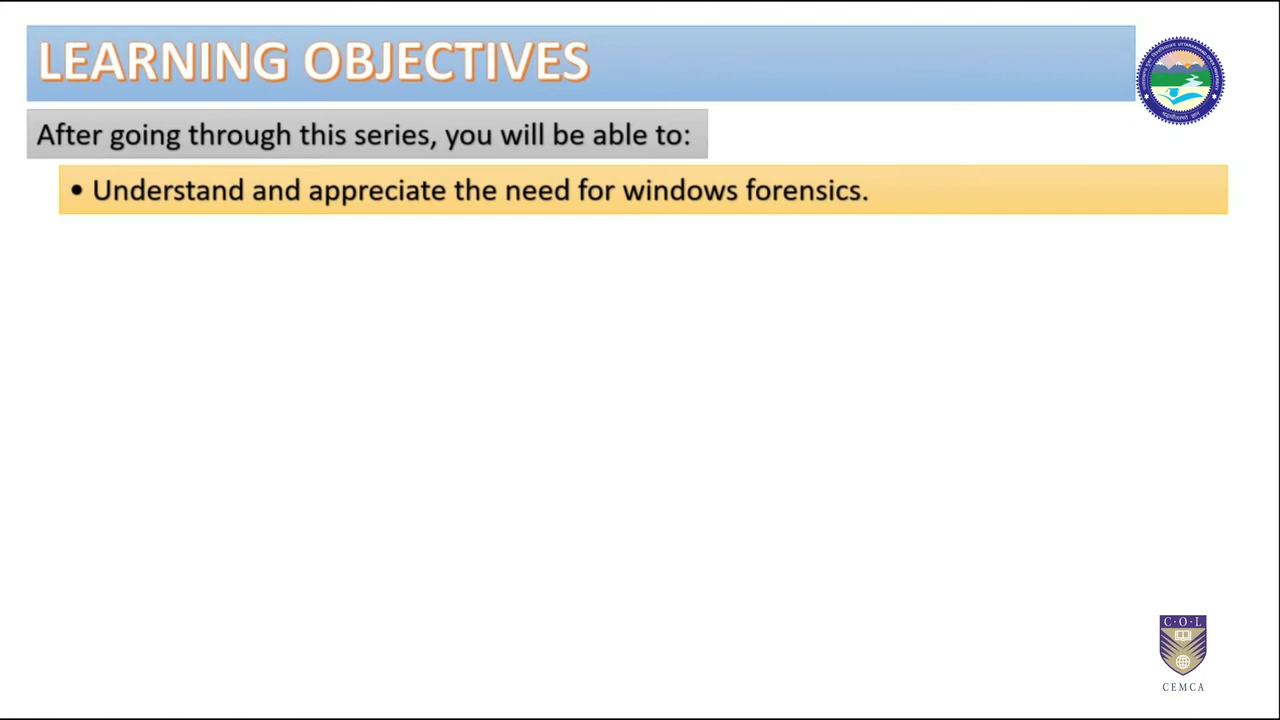 LEARNING OBJECTIVES
After going through this series, you will be able to:
• Understand and appreciate the need for windows forensics.
C·O·L
CEMCA